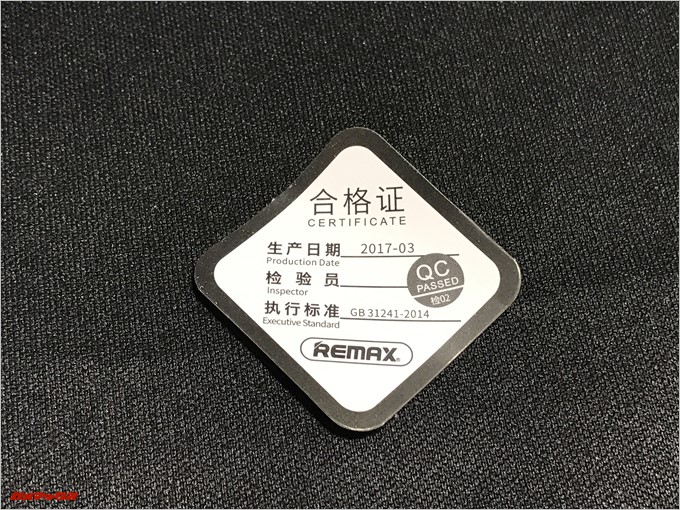 合格证
CERTIFICATE
生产日期 2017-03
Production Date
检验员
Inspector
QC
PASSED
检02
执行标准 GB 31241-2014
Executive Standard
REMAX®